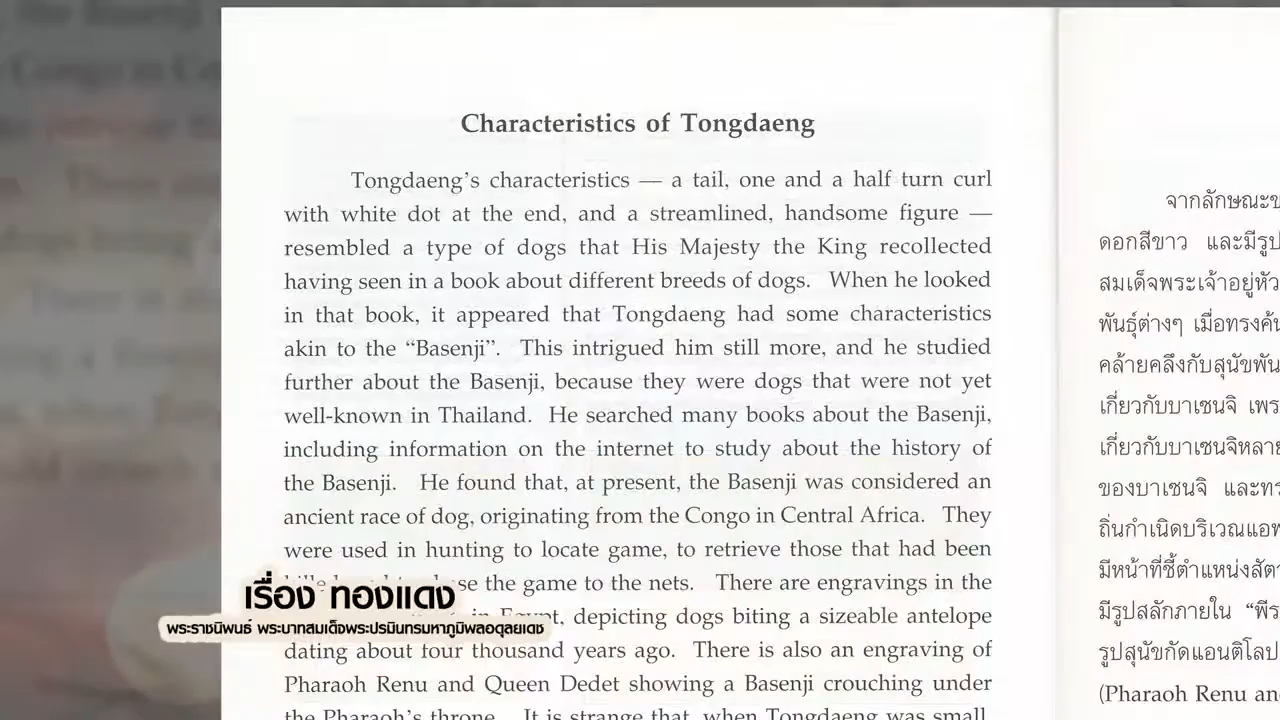 Characteristics of Tongdaeng
Tongdaeng's characteristics — a tail, one and a half turn curl
with white dot at the end, and a streamlined, handsome figure —
resembled a type of dogs that His Majesty the King recollected
having seen in a book about different breeds of dogs. When he looked
in that book, it appeared that Tongdaeng had some characteristics
akin to the “Basenji”. This intrigued him still more, and he studied
further about the Basenji, because they were dogs that were not yet
well-known in Thailand. He searched many books about the Basenji,
including information on the internet to study about the history of
the Basenji. He found that, at present, the Basenji was considered an
ancient race of dog, originating from the Congo in Central Africa. They
were used in hunting to locate game, to retrieve those that had been
the game to the nets. There are engravings in the
in Egypt, depicting dogs biting a sizeable antelope
dating about four thousand years ago. There is also an engraving of
Pharaoh Renu and Queen Dedet showing a Basenji crouching under
the Pharaoh's throne. It is strange that, when Tongdaeng was small,
จากลักษณะข
ดอกสีขาว และมีรูป
สมเด็จพระเจ้าอยู่หัว
พันธุ์ต่างๆ เมื่อทรงค้น
คล้ายคลึงกับสุนัขพัน
เกี่ยวกับบาเซนจิ เพร
เกี่ยวกับบาเซนจิหลาย
ของบาเซนจิ และทร
ถิ่นกำเนิดบริเวณแอฟ
มีหน้าที่ชี้ตำแหน่งสัต
มีรูปสลักภายใน “พีร
รูปสุนัขกัดแอนติโลป
(Pharaoh Renu an
เรื่อง ทองแดง
พระราชนิพนธ์ พระบาทสมเด็จพระปรมินทรมหาภูมิพลอดุลยเดช